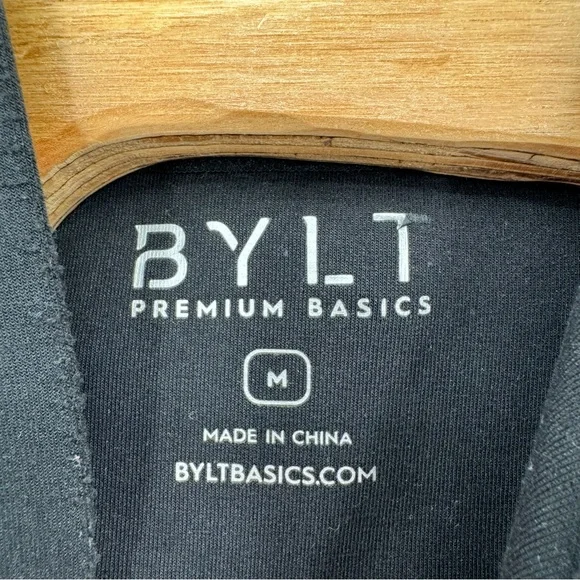 BYLT
PREMIUM BASICS
M
MADE IN CHINA
BYLTBASICS.COM